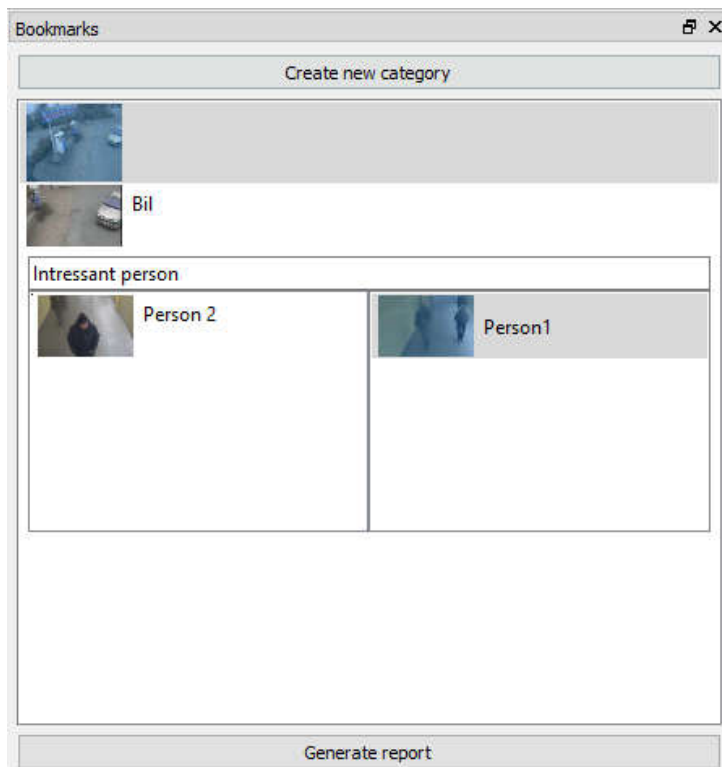 Bookmarks
Create new category
Bil
Intressant person
Person 2
Person1
Generate report